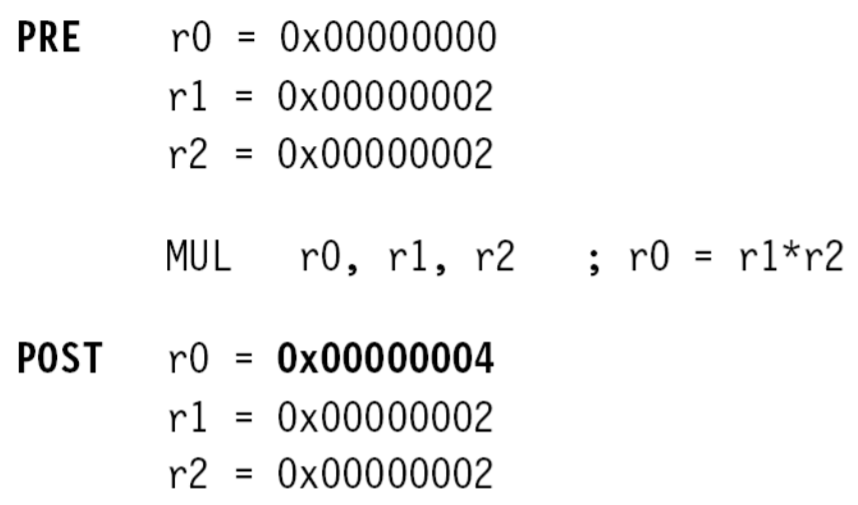 PRE r0 = 0x00000000
r1 = 0x00000002
r2 = 0x00000002
MUL r0, r1, r2 ; r0 = r1*r2
POST r0 = 0x00000004
r1 = 0x00000002
r2 = 0x00000002